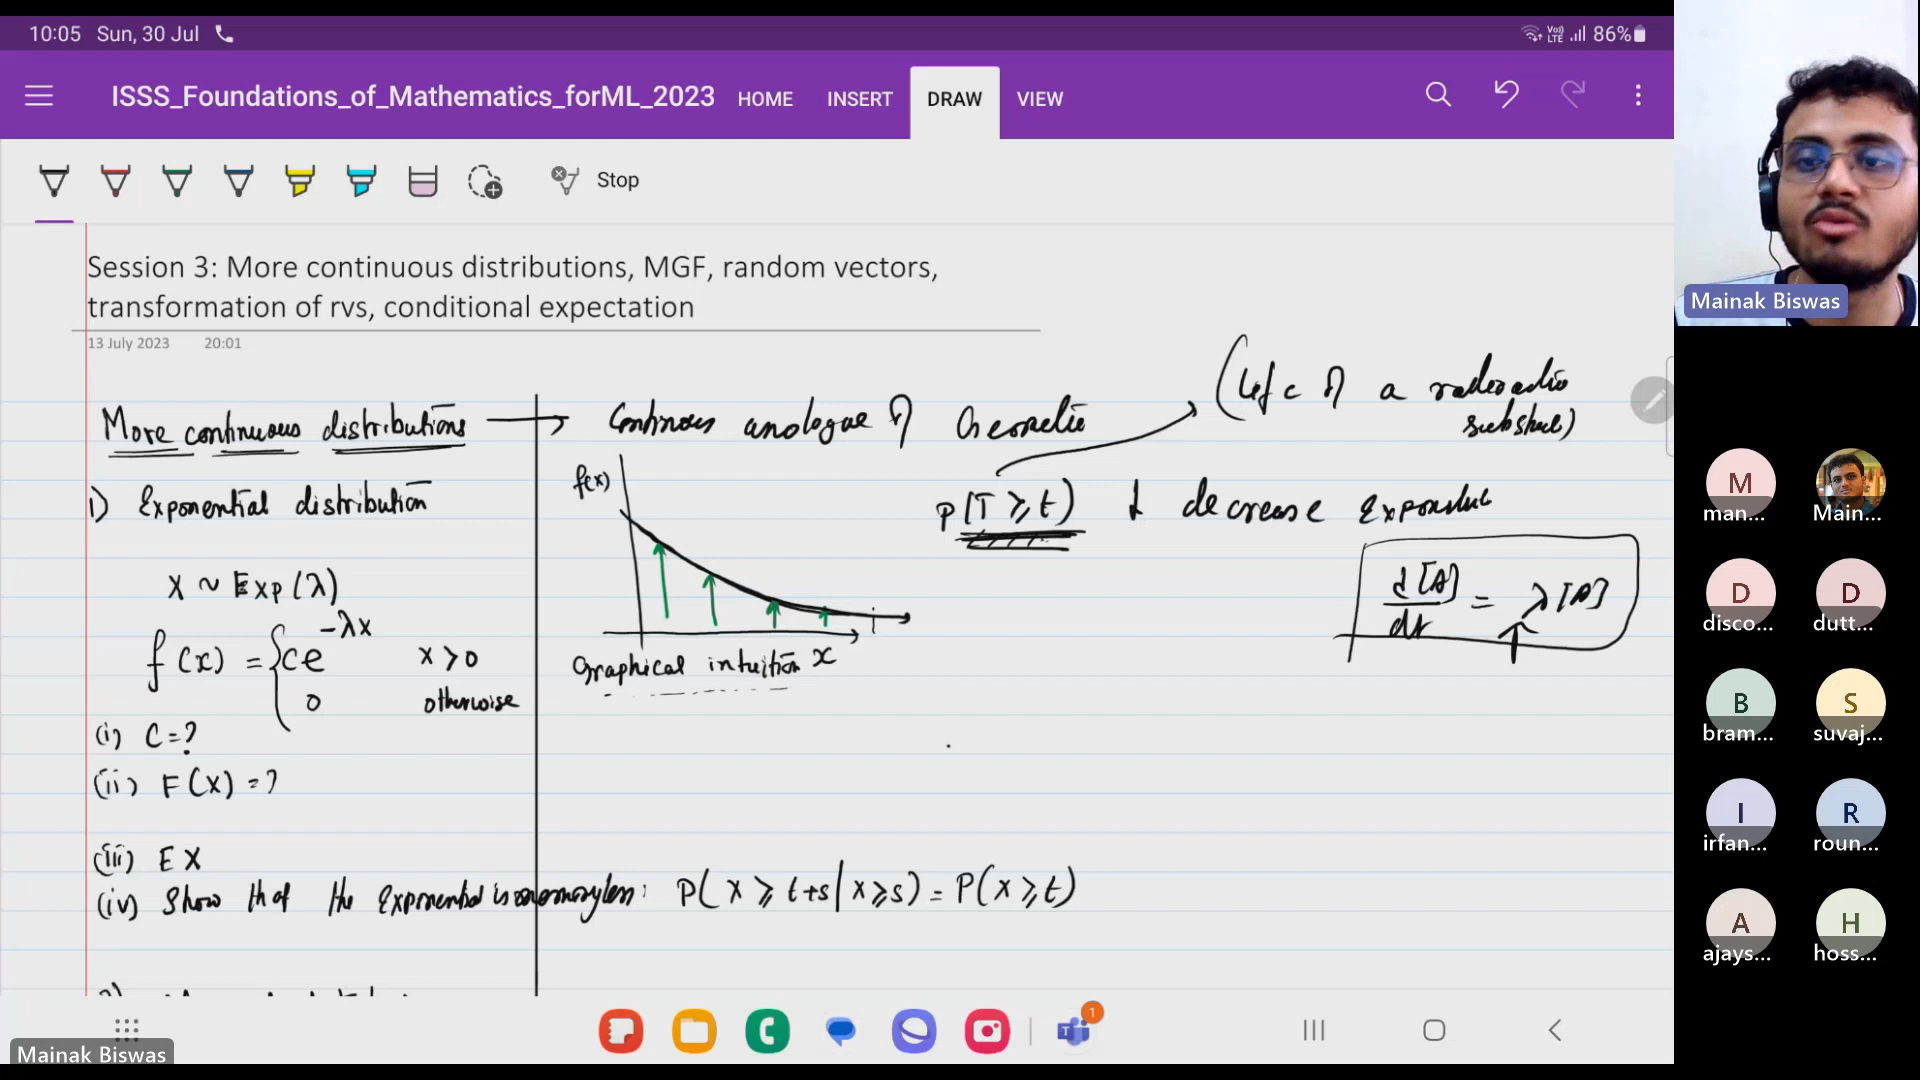 10:05 Sun, 30 Jul
Vo)) LTE 86%
ISSS_Foundations_of_Mathematics_forML_2023 HOME INSERT DRAW VIEW
Stop
Session 3: More continuous distributions, MGF, random vectors,
transformation of rvs, conditional expectation
13 July 2023 20:01
More continuous distributions → Continous analogue of Geometric
(Life of a radioactive
1) Exponential distribution
f(x)
P(T ≥ t) ↓ decrease
X ~ Exp(λ)
f(x) = { ce^{-λx} x > 0
0 otherwise
Graphical intuition x
d[A]/dt = λ[A]
(i) C = ?
(ii) F(X) = ?
(iii) EX
(iv) Show that the Exponential is memoryless: P(X ≥ t+s | X ≥ s) = P(X ≥ t)
Mainak Biswas
M man...
Main...
D disco...
D dutt...
B bram...
S suvaj...
I irfan...
R roun...
A ajays...
H hoss...
1
Mainak Biswas